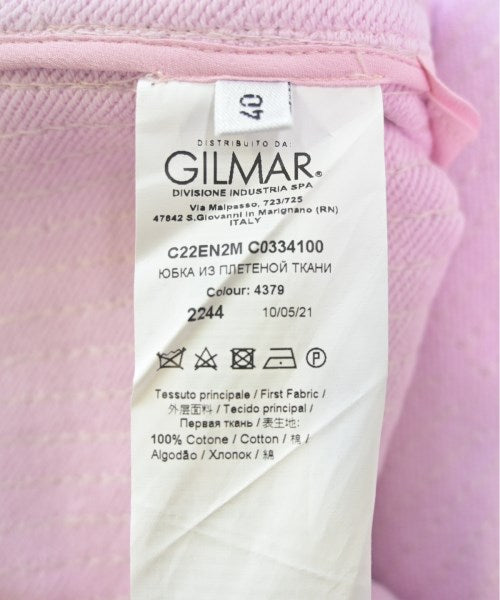 40
DISTRIBUITO DA:
GILMAR®
DIVISIONE INDUSTRIA SPA
Via Malpasso, 723/725
47842 S.Giovanni in Marignano (RN)
ITALY
C22EN2M C0334100
ЮБКА ИЗ ПЛЕТЕНОЙ ТКАНИ
Colour: 4379
2244 10/05/21
P
Tessuto principale / First Fabric /
外层面料 / Tecido principal /
Первая ткань / 表生地:
100% Cotone / Cotton / 棉 /
Algodão / Хлопок / 綿